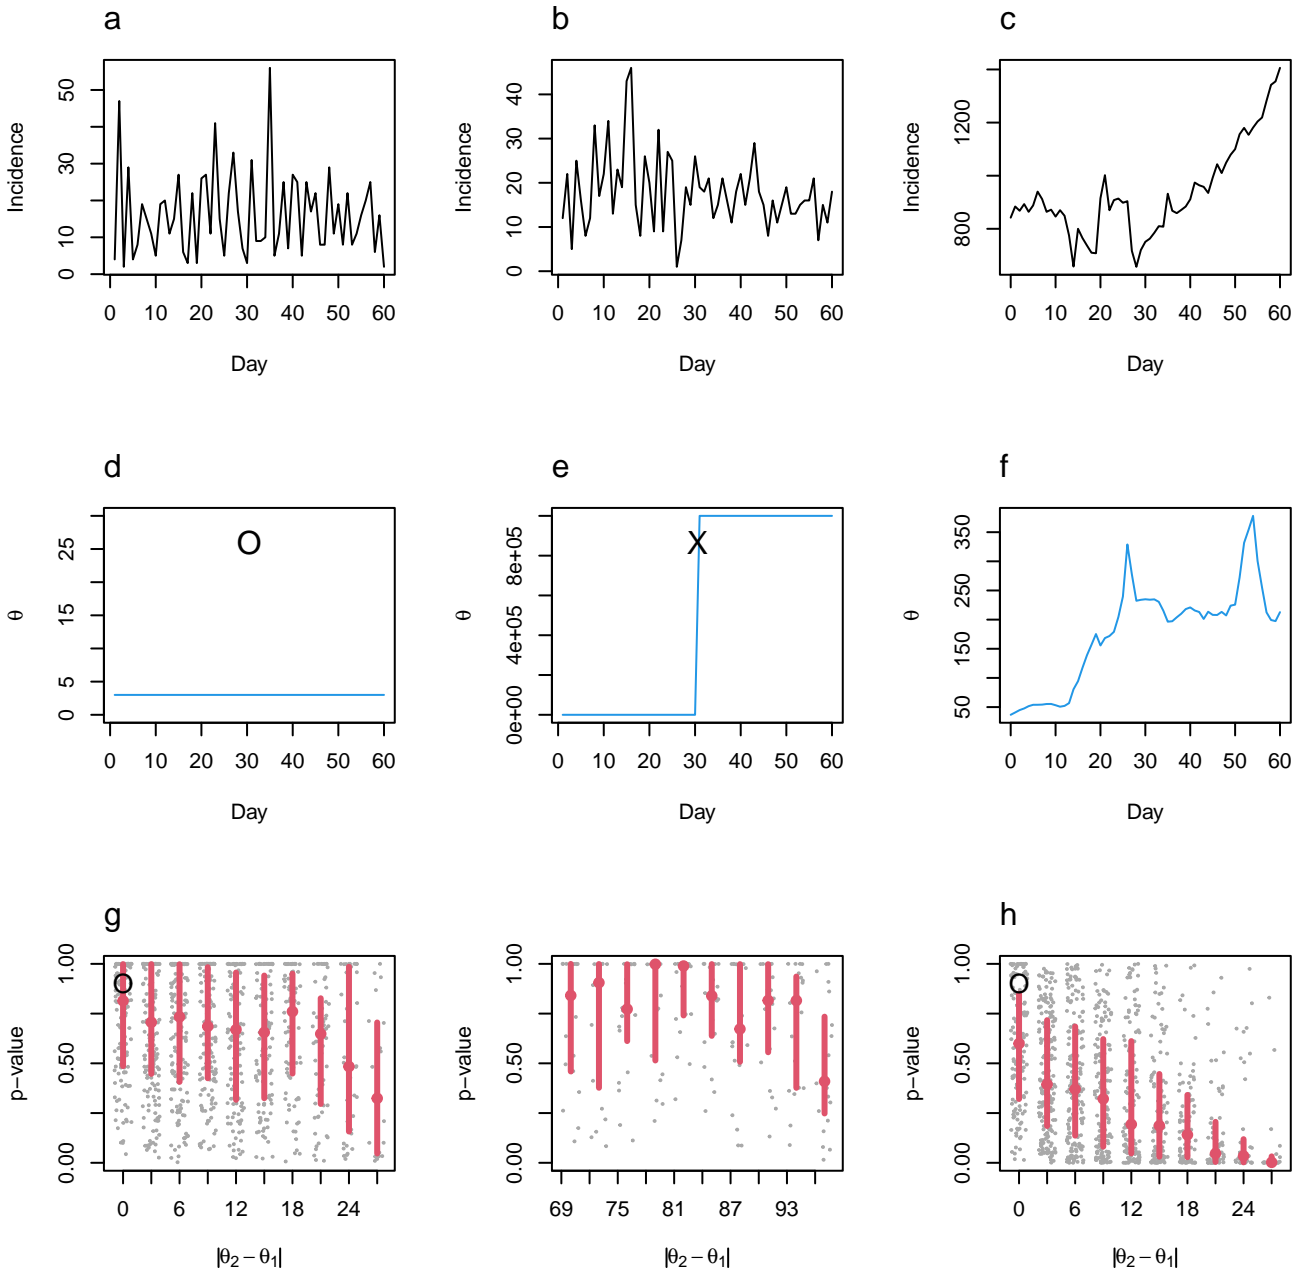 a
b
c
Incidence
0 10 30 50
0 10 20 30 40 50 60
Day
Incidence
0 10 20 30 40
0 10 20 30 40 50 60
Day
Incidence
800 1200
0 10 20 30 40 50 60
Day
d
e
f
θ
0 5 15 25
O
0 10 20 30 40 50 60
Day
θ
0e+00 4e+05 8e+05
X
0 10 20 30 40 50 60
Day
θ
50 150 250 350
0 10 20 30 40 50 60
Day
g
h
p−value
0.00 0.50 1.00
O
0 6 12 18 24
|θ2 − θ1|
p−value
0.00 0.50 1.00
69 75 81 87 93
|θ2 − θ1|
p−value
0.00 0.50 1.00
O
0 6 12 18 24
|θ2 − θ1|